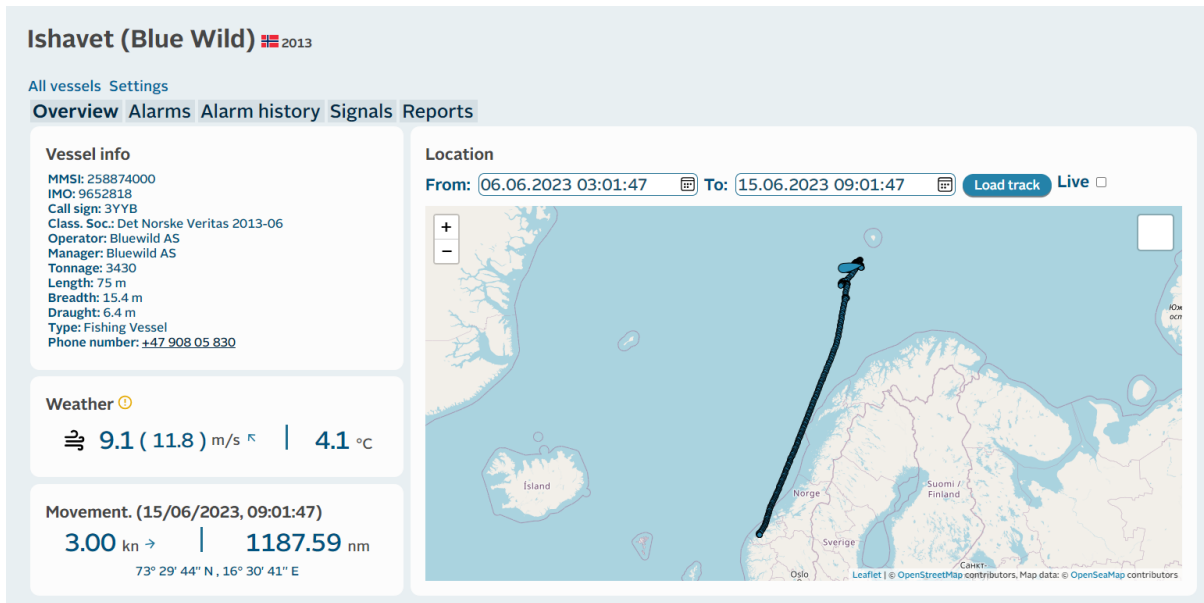 Ishavet (Blue Wild) 2013
All vessels Settings
Overview Alarms Alarm history Signals Reports
Vessel info
MMSI: 258874000
IMO: 9652818
Call sign: 3YYB
Class. Soc.: Det Norske Veritas 2013-06
Operator: Bluewild AS
Manager: Bluewild AS
Tonnage: 3430
Length: 75 m
Breadth: 15.4 m
Draught: 6.4 m
Type: Fishing Vessel
Phone number: +47 908 05 830
Weather
9.1 ( 11.8 ) m/s 4.1 °C
Movement. (15/06/2023, 09:01:47)
3.00 kn → 1187.59 nm
73° 29' 44" N , 16° 30' 41" E
Location
From: 06.06.2023 03:01:47 To: 15.06.2023 09:01:47 Load track Live
+
−
Ísland
Norge
Suomi /
Finland
Sverige
Oslo
Leaflet | © OpenStreetMap contributors, Map data: © OpenSeaMap contributors